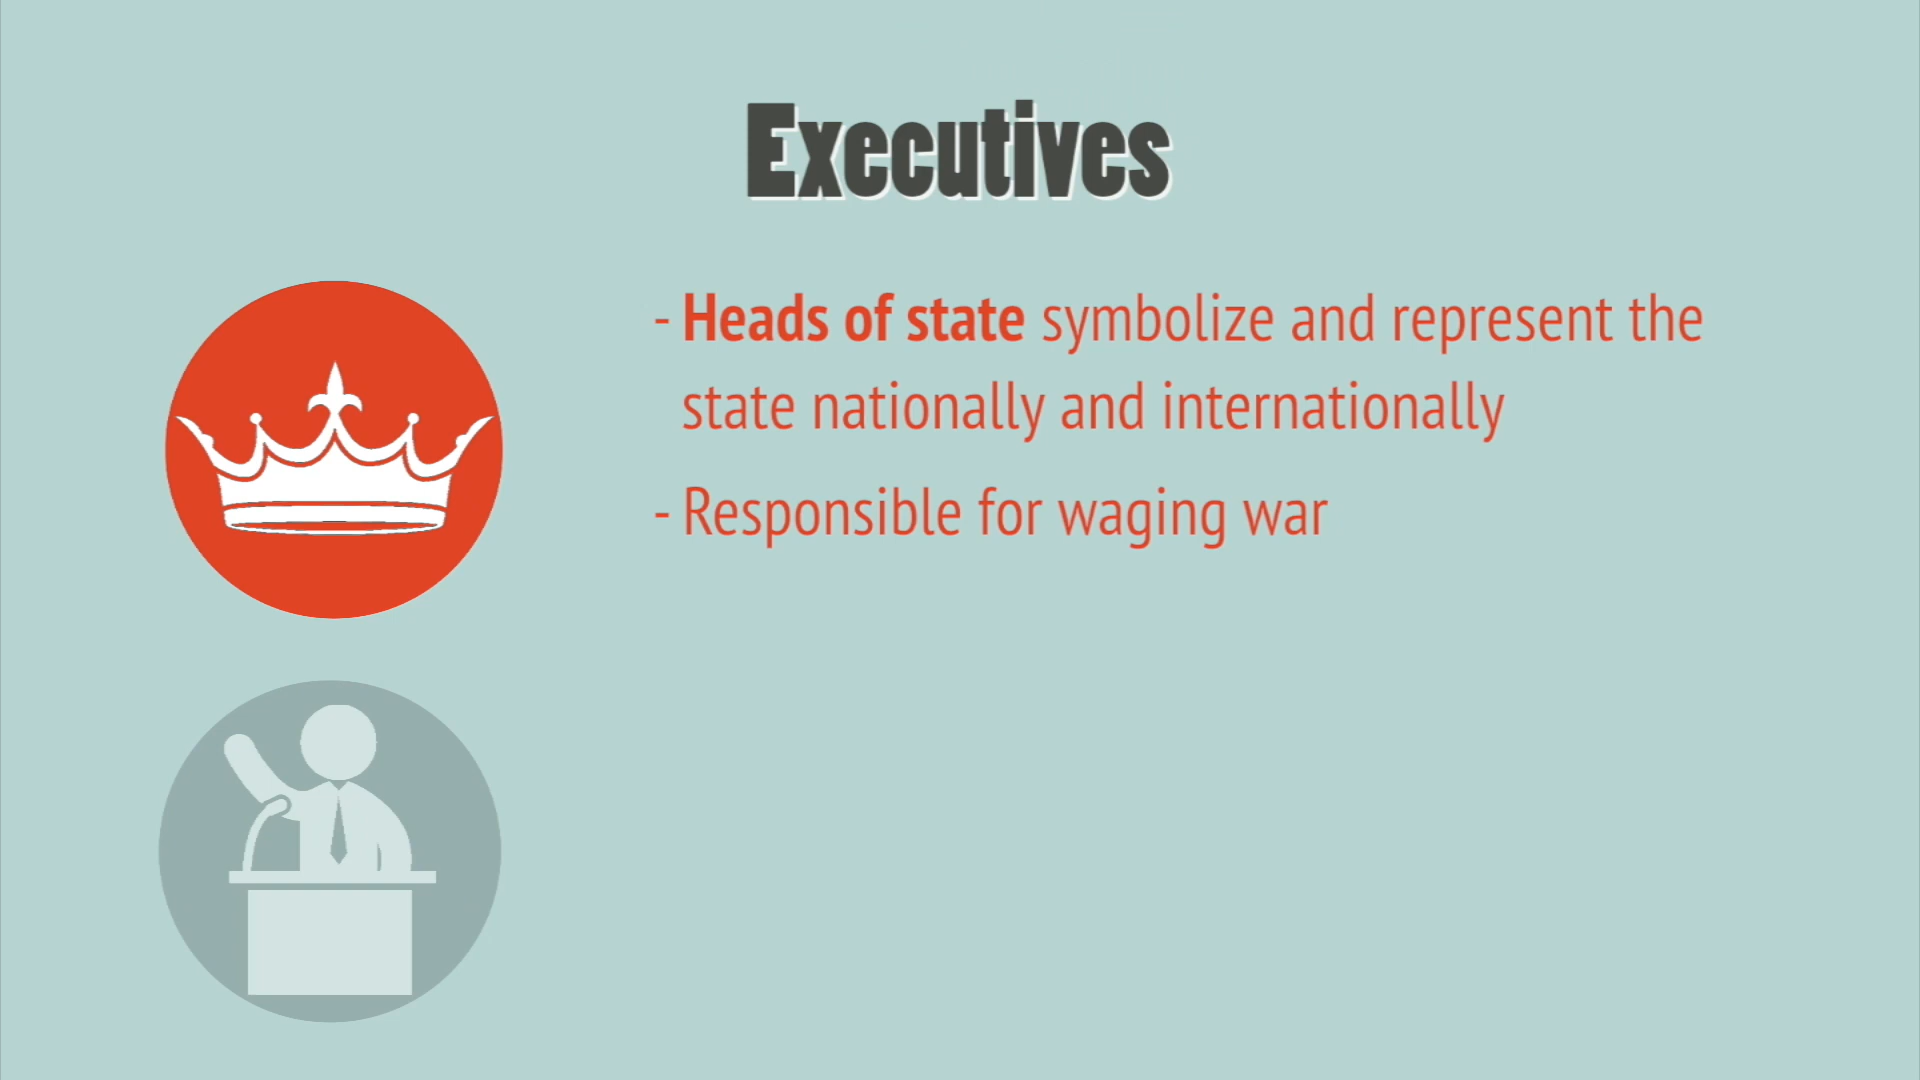 Executives
- Heads of state symbolize and represent the
state nationally and internationally
- Responsible for waging war